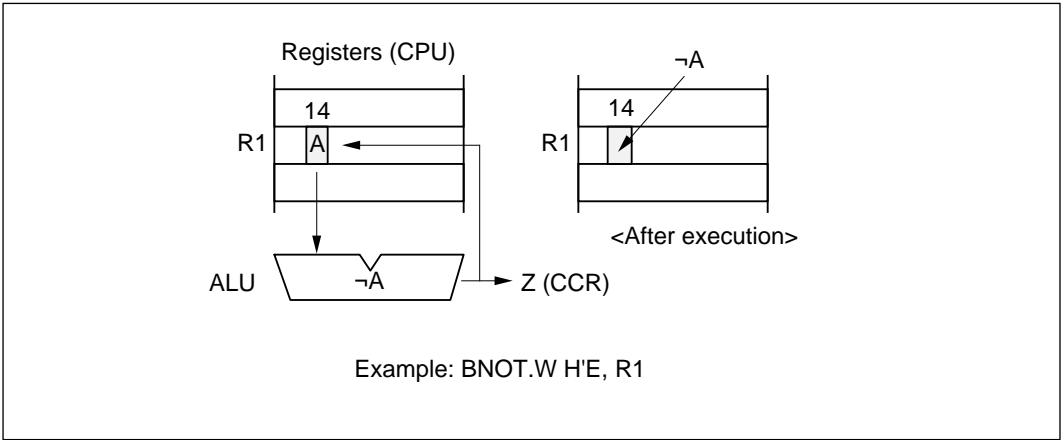 Registers (CPU)
¬A
14
14
R1
A
R1
<After execution>
ALU
¬A
Z (CCR)
Example: BNOT.W H'E, R1